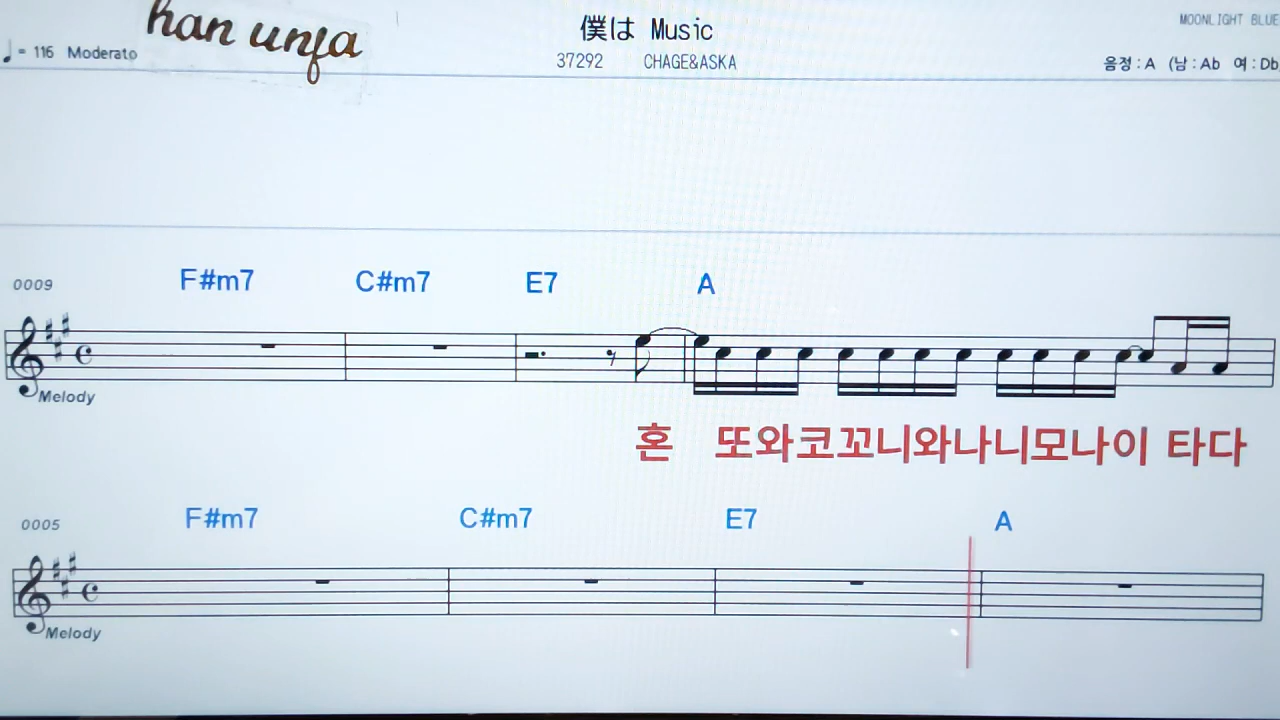 han unja
僕は Music
MOONLIGHT BLUE
♩= 116 Moderato
37292 CHAGE&ASKA
음정 : A (남 : Ab 여 : Db
0009 F#m7 C#m7 E7 A
Melody
혼 또와코꼬니와나니모나이 타다
0005 F#m7 C#m7 E7 A
Melody